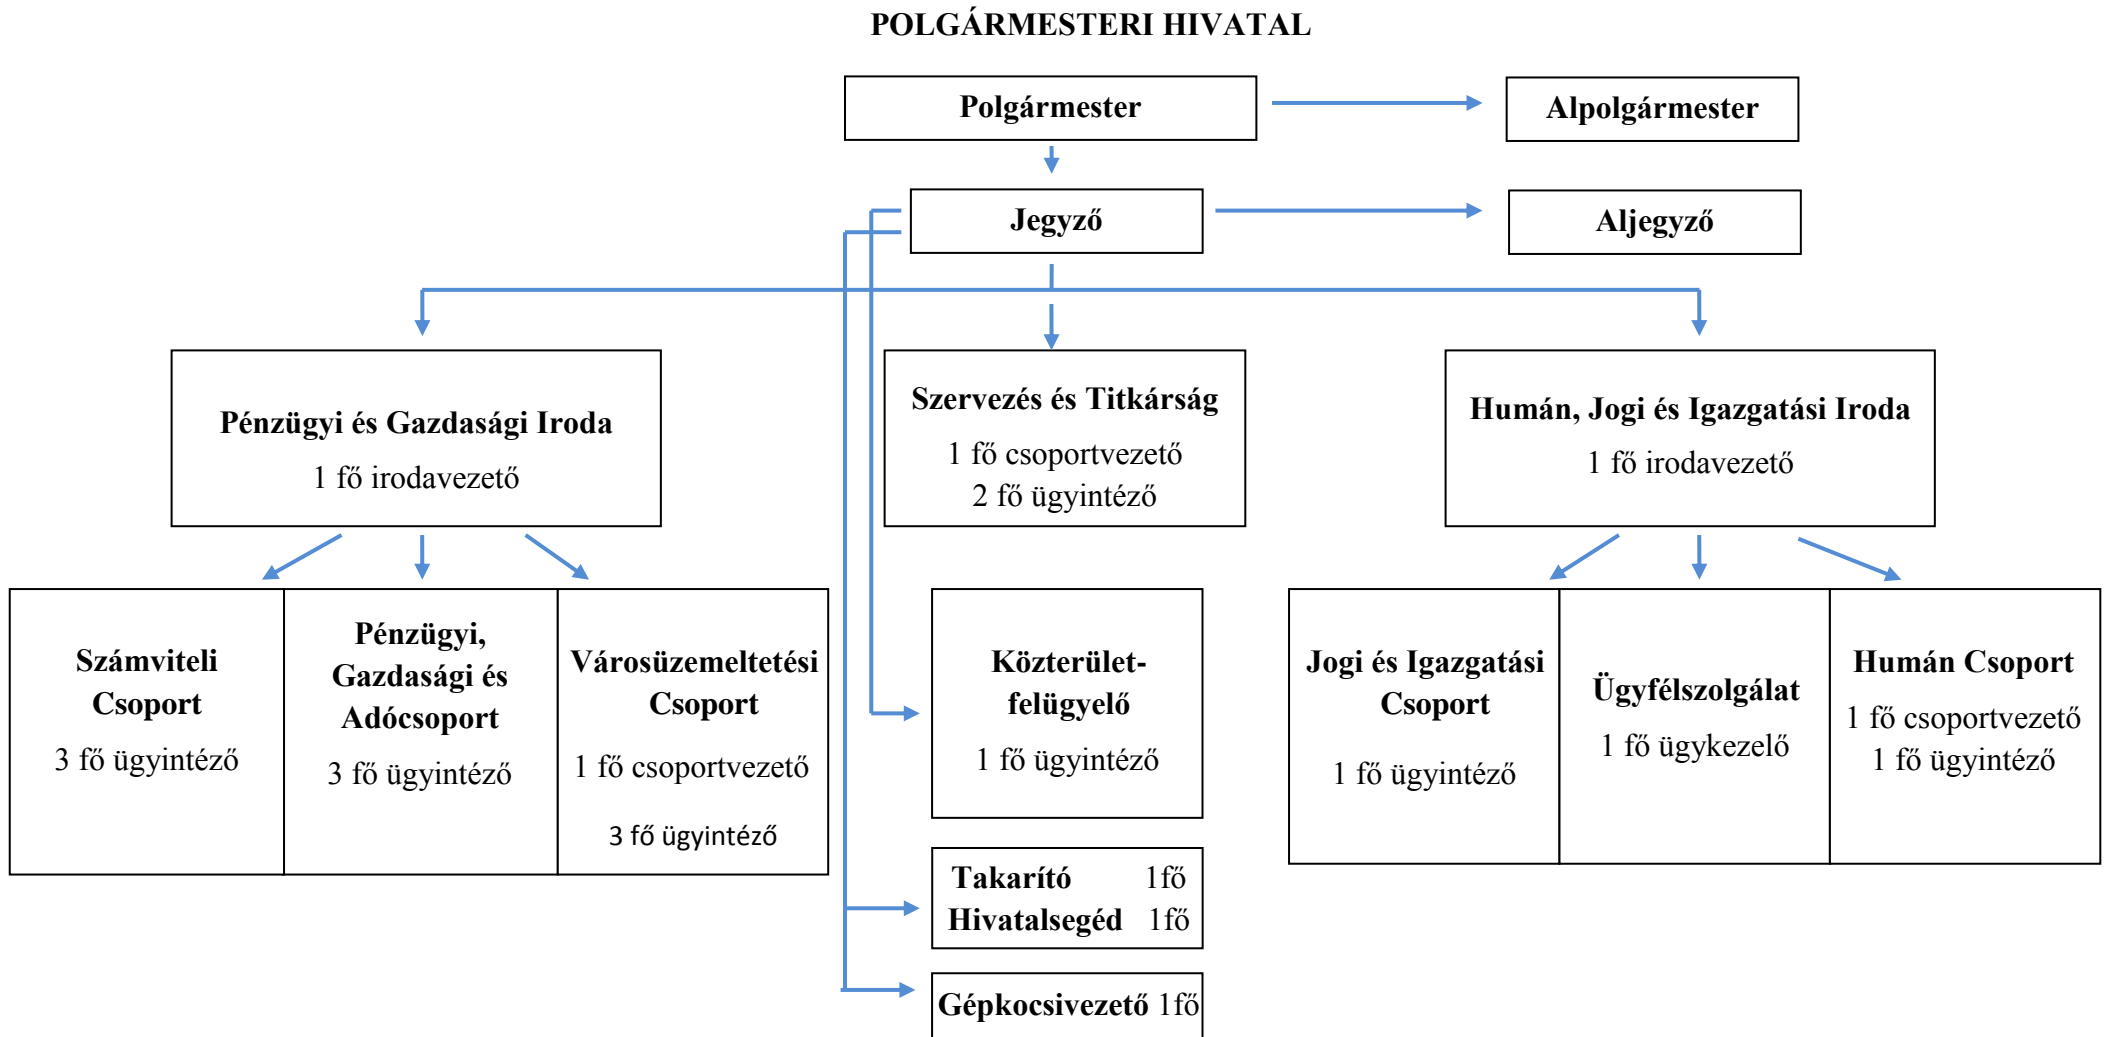 POLGÁRMESTERI HIVATAL
Polgármester
Alpolgármester
Jegyző
Aljegyző
Pénzügyi és Gazdasági Iroda
1 fő irodavezető
Szervezés és Titkárság
1 fő csoportvezető
2 fő ügyintéző
Humán, Jogi és Igazgatási Iroda
1 fő irodavezető
Számviteli
Csoport
3 fő ügyintéző
Pénzügyi,
Gazdasági és
Adócsoport
3 fő ügyintéző
Városüzemeltetési
Csoport
1 fő csoportvezető
3 fő ügyintéző
Közterület-
felügyelő
1 fő ügyintéző
Jogi és Igazgatási
Csoport
1 fő ügyintéző
Ügyfélszolgálat
1 fő ügykezelő
Humán Csoport
1 fő csoportvezető
1 fő ügyintéző
Takarító 1fő
Hivatalsegéd 1fő
Gépkocsivezető 1fő